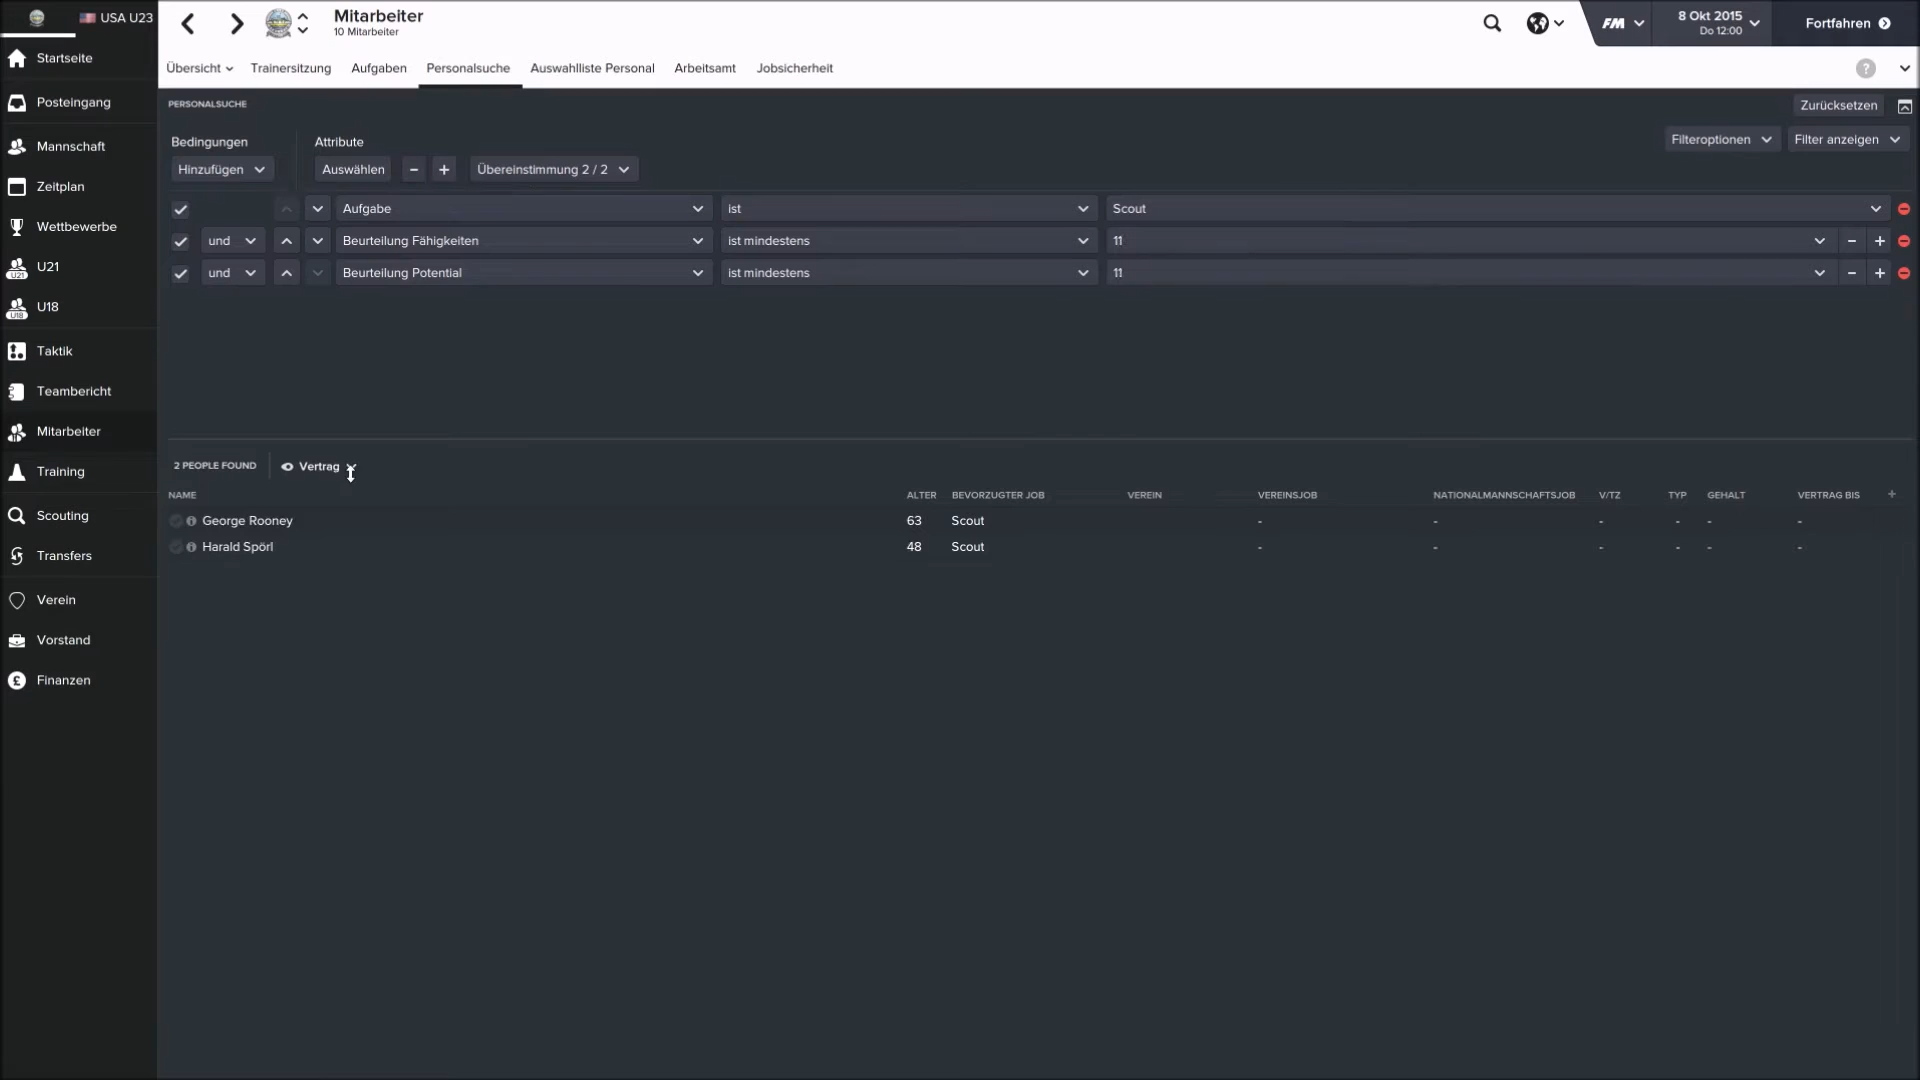 USA U23
Mitarbeiter
10 Mitarbeiter
FM
8 Okt 2015
Do 12:00
Fortfahren
Startseite
Posteingang
Mannschaft
Zeitplan
Wettbewerbe
U21
U21
U18
U18
Taktik
Teambericht
Mitarbeiter
Training
Scouting
Transfers
Verein
Vorstand
Finanzen
Übersicht Trainersitzung Aufgaben Personalsuche Auswahlliste Personal Arbeitsamt Jobsicherheit ?
PERSONALSUCHE Zurücksetzen
Bedingungen Attribute Filteroptionen Filter anzeigen
Hinzufügen Auswählen - + Übereinstimmung 2 / 2
Aufgabe ist Scout
und Beurteilung Fähigkeiten ist mindestens 11 - +
und Beurteilung Potential ist mindestens 11 - +
2 PEOPLE FOUND Vertrag
NAME ALTER BEVORZUGTER JOB VEREIN VEREINSJOB NATIONALMANNSCHAFTSJOB V/TZ TYP GEHALT VERTRAG BIS +
George Rooney 63 Scout - - - - - -
Harald Spörl 48 Scout - - - - - -